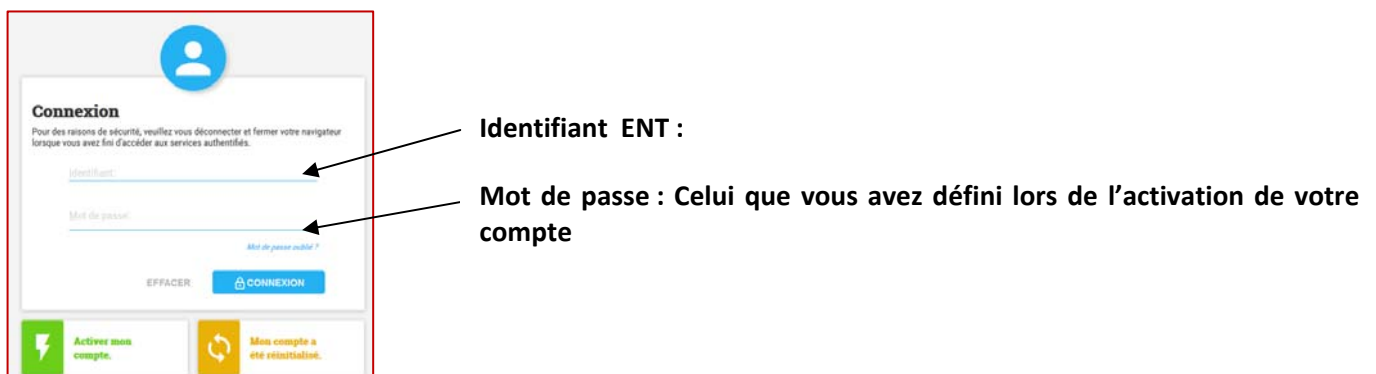 Connexion
Pour des raisons de sécurité, veuillez vous déconnecter et fermer votre navigateur
lorsque vous avez fini d'accéder aux services authentifiés.
Identifiant:
Mot de passe:
Mot de passe oublié ?
EFFACER
CONNEXION
Activer mon
compte.
Mon compte a
été réinitialisé.
Identifiant ENT :
Mot de passe : Celui que vous avez défini lors de l’activation de votre
compte